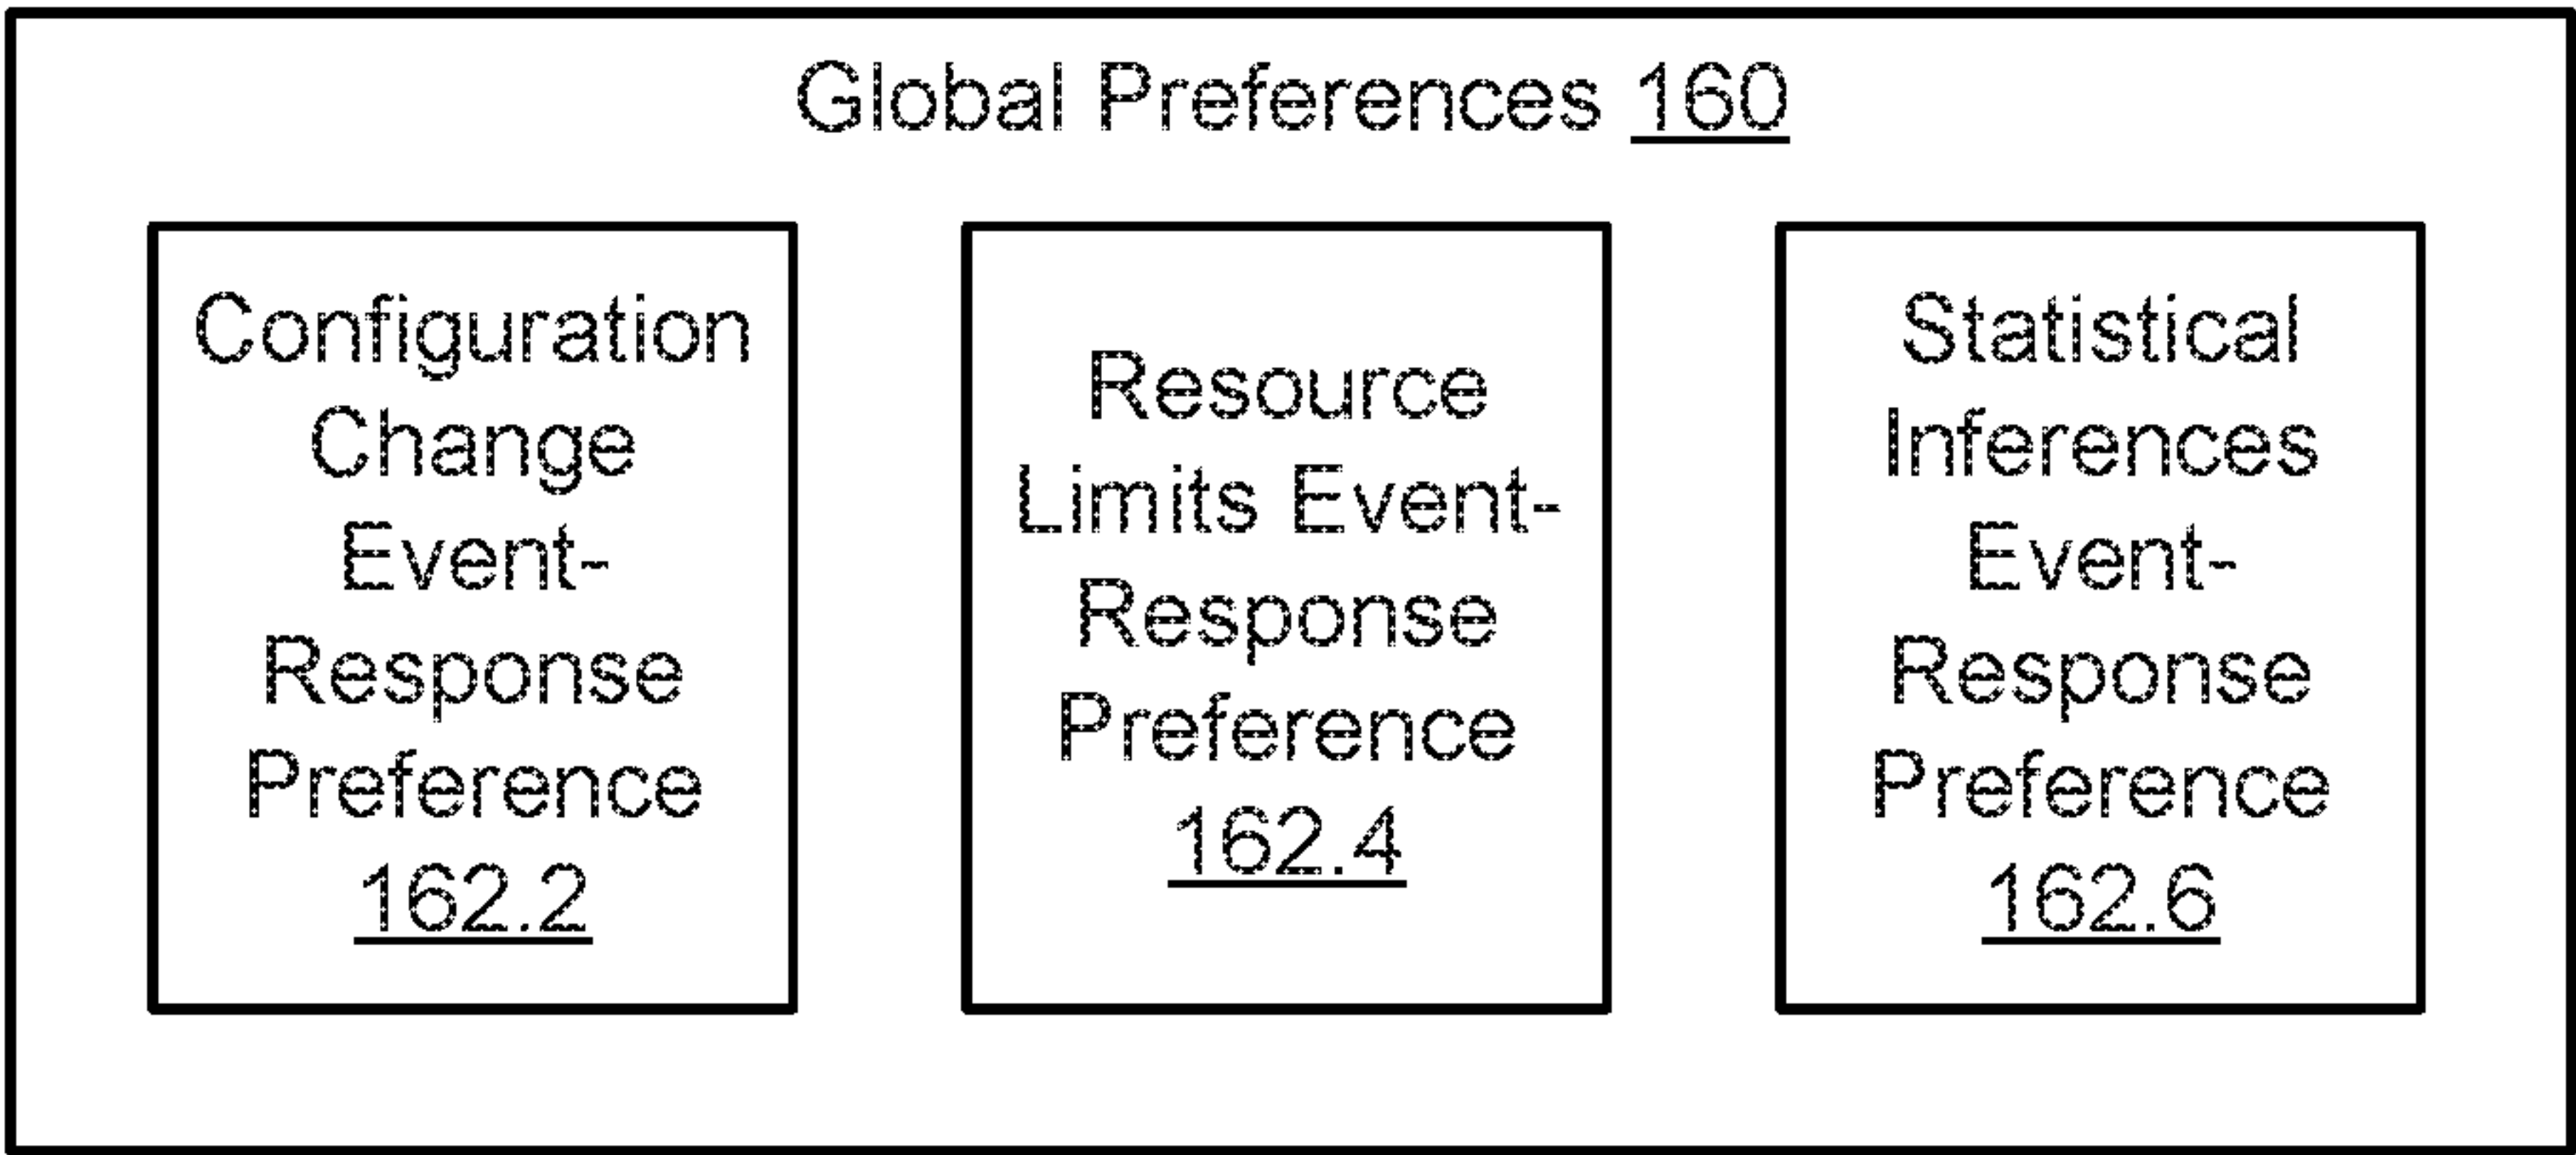 Global Preferences 160
Configuration
Change
Event-
Response
Preference
162.2
Resource
Limits Event-
Response
Preference
162.4
Statistical
Inferences
Event-
Response
Preference
162.6